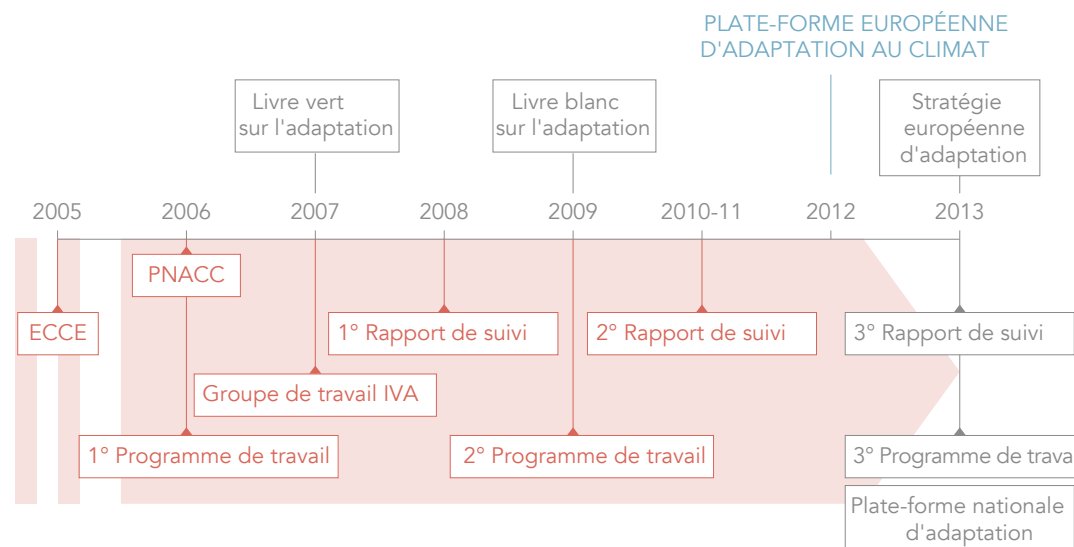 PLATE-FORME EUROPÉENNE
D'ADAPTATION AU CLIMAT
Livre vert
sur l'adaptation
Livre blanc
sur l'adaptation
Stratégie
européenne
d'adaptation
2005
2006
2007
2008
2009
2010-11
2012
2013
PNACC
ECCE
1° Rapport de suivi
2° Rapport de suivi
3° Rapport de suivi
Groupe de travail IVA
1° Programme de travail
2° Programme de travail
3° Programme de trava
Plate-forme nationale
d'adaptation